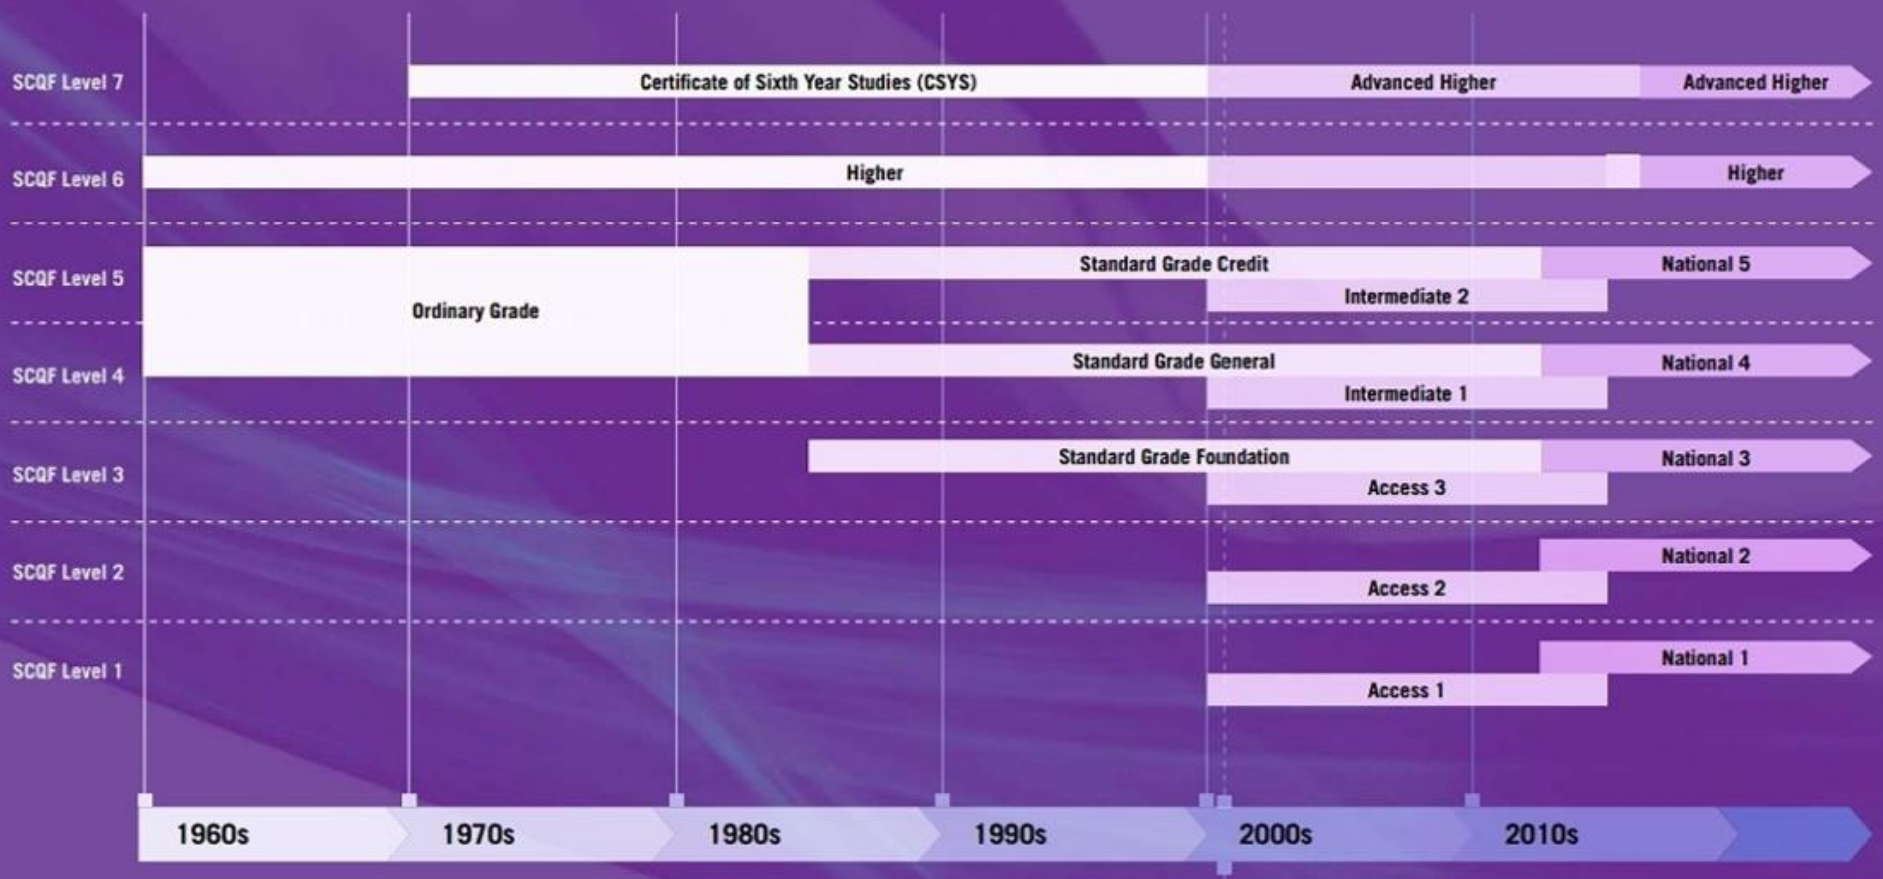 SCQF Level 7
Certificate of Sixth Year Studies (CSYS)
Advanced Higher
Advanced Higher
SCQF Level 6
Higher
Higher
SCQF Level 5
Ordinary Grade
Standard Grade Credit
National 5
Intermediate 2
SCQF Level 4
Standard Grade General
National 4
Intermediate 1
SCQF Level 3
Standard Grade Foundation
National 3
Access 3
SCQF Level 2
National 2
Access 2
SCQF Level 1
National 1
Access 1
1960s
1970s
1980s
1990s
2000s
2010s